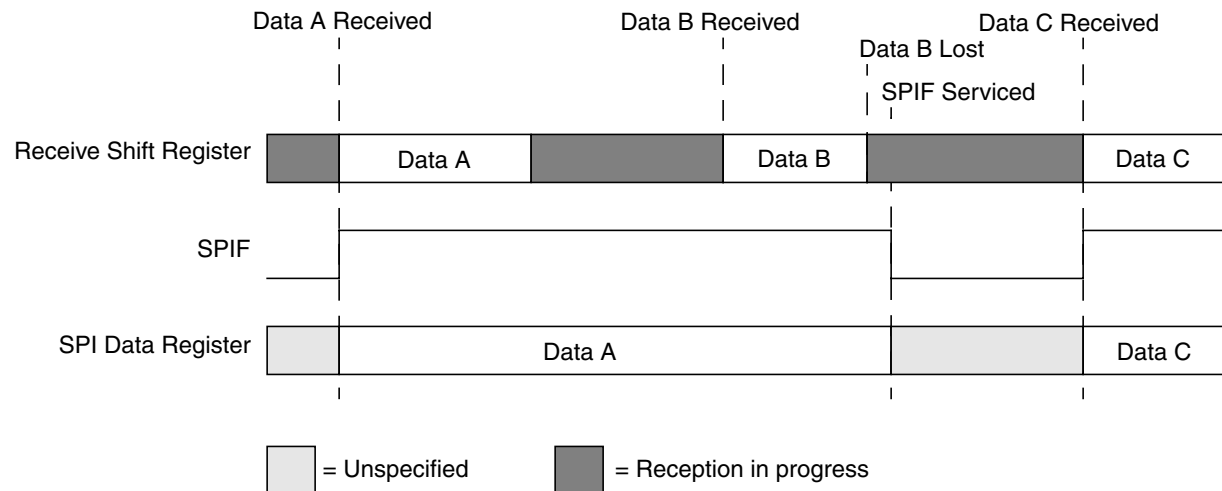 Data A Received
Data B Received
Data C Received
Data B Lost
SPIF Serviced
Receive Shift Register
Data A
Data B
Data C
SPIF
SPI Data Register
Data A
Data C
= Unspecified
= Reception in progress